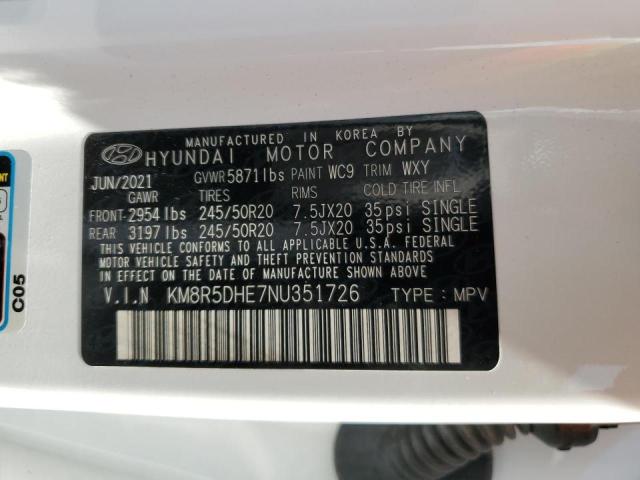 MANUFACTURED IN KOREA BY
HYUNDAI MOTOR COMPANY
JUN/2021 GVWR 5871lbs PAINT WC9 TRIM WXY
GAWR TIRES RIMS COLD TIRE INFL
FRONT-2954 lbs 245/50R20 7.5JX20 35psi SINGLE
REAR 3197 lbs 245/50R20 7.5JX20 35psi SINGLE
THIS VEHICLE CONFORMS TO ALL APPLICABLE U.S.A. FEDERAL
MOTOR VEHICLE SAFETY AND THEFT PREVENTION STANDARDS
IN EFFECT ON THE DATE OF MANUFACTURE SHOWN ABOVE.
V.I.N KM8R5DHE7NU351726 TYPE : MPV
C05